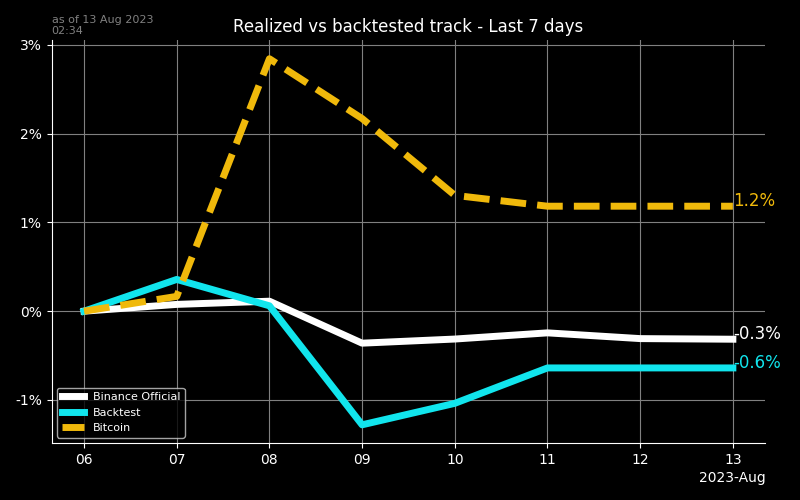 as of 13 Aug 2023
02:34
Realized vs backtested track - Last 7 days
3%
2%
1%
0%
-1%
1.2%
-0.3%
-0.6%
Binance Official
Backtest
Bitcoin
06 07 08 09 10 11 12 13
2023-Aug